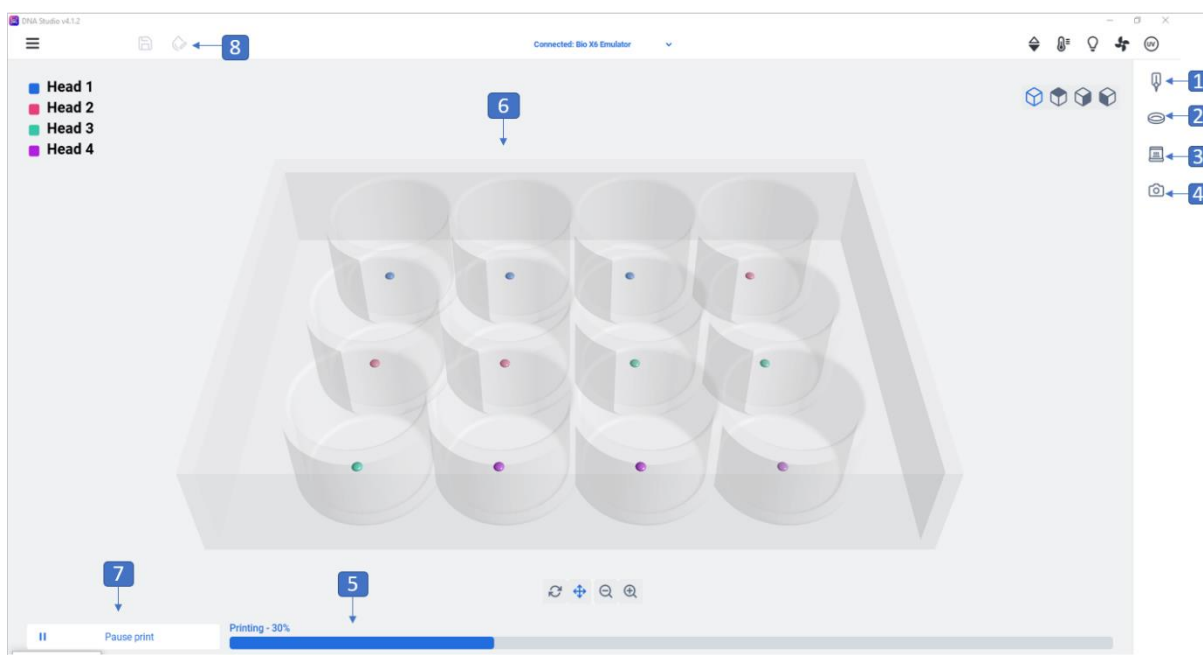 DNA Studio v4.1.2
8
Connected: Bio X6 Emulator
UV
Head 1
Head 2
Head 3
Head 4
6
1
2
3
4
7
5
Printing - 30%
Pause print